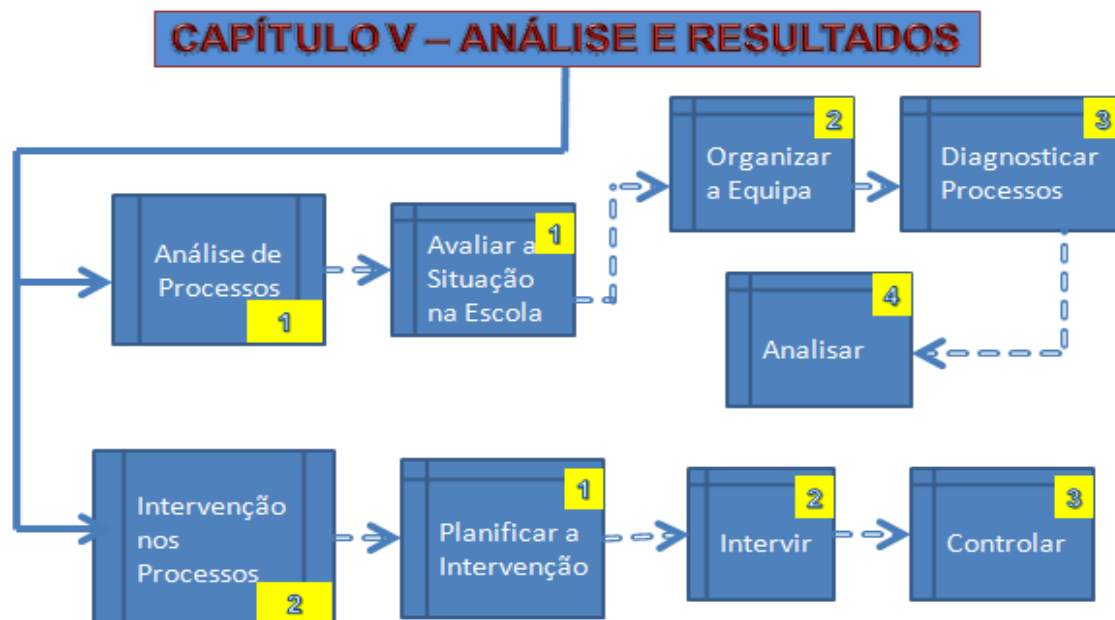 CAPÍTULO V – ANÁLISE E RESULTADOS
Análise de
Processos
1
Avaliar a
Situação
na Escola
1
Organizar
a Equipa
2
Diagnosticar
Processos
3
Analisar
4
Intervenção
nos
Processos
2
Planificar a
Intervenção
1
Intervir
2
Controlar
3